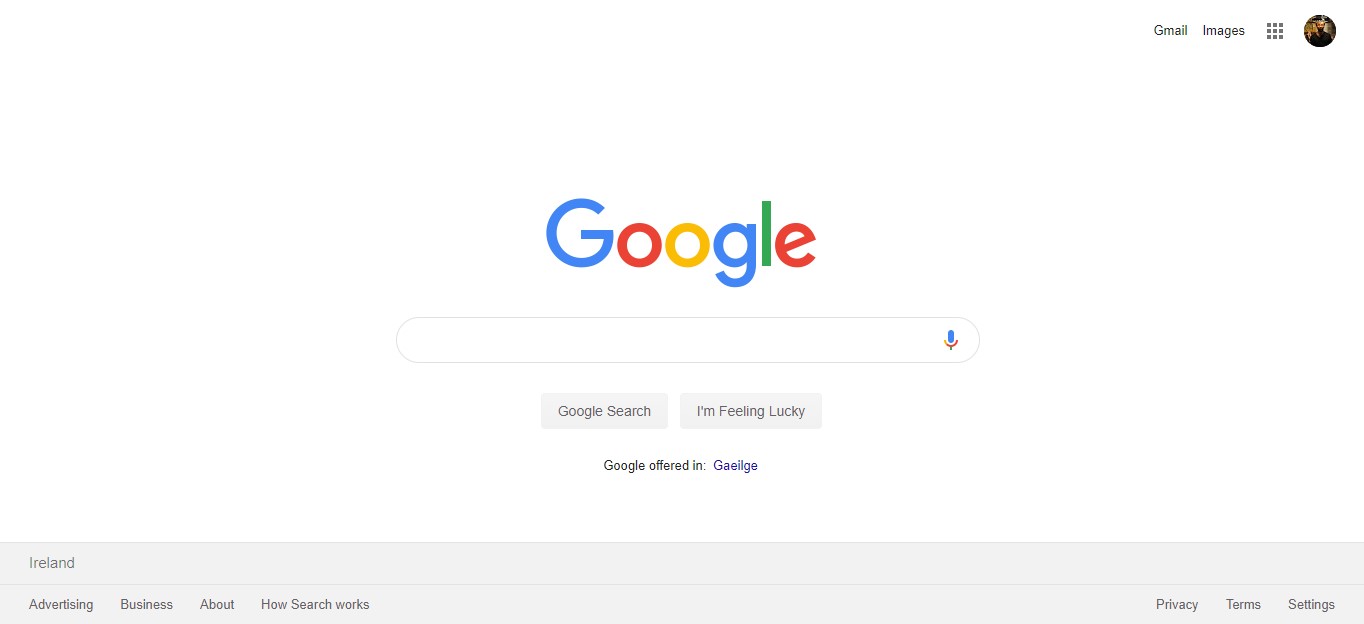 Gmail Images
Google
Google Search I'm Feeling Lucky
Google offered in: Gaeilge
Ireland
Advertising Business About How Search works Privacy Terms Settings